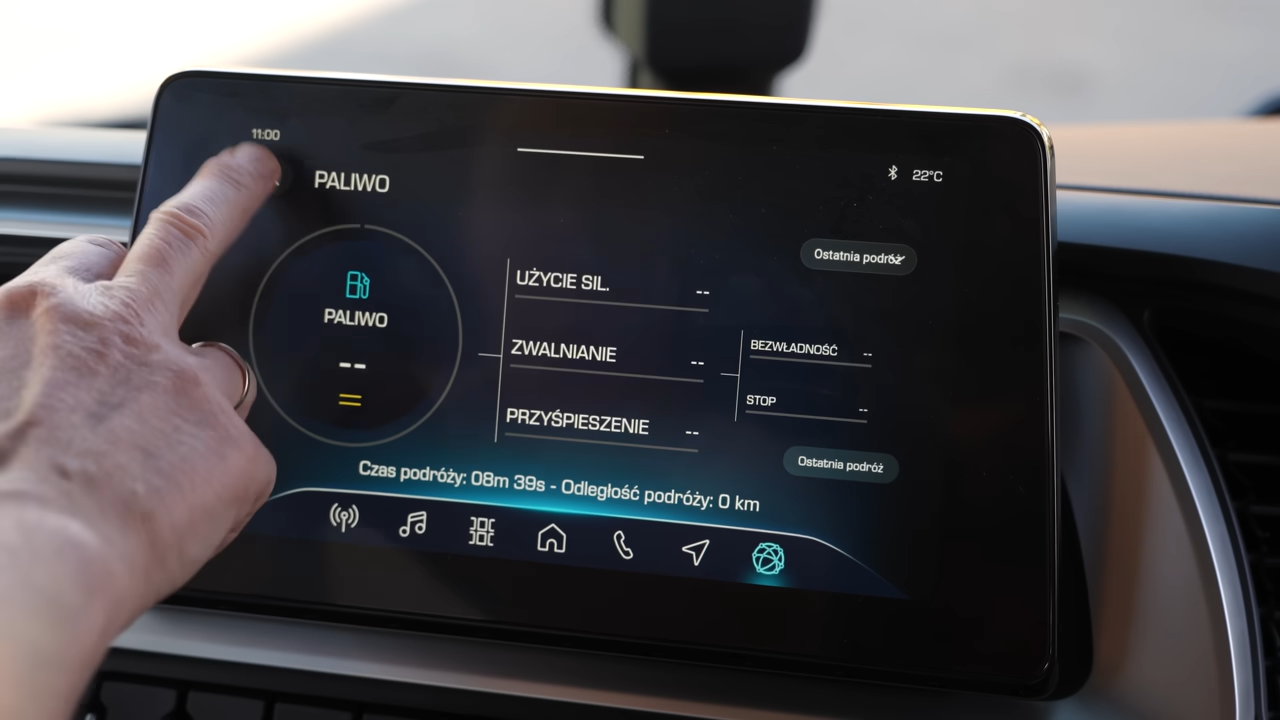 11:00
PALIWO
22°C
Ostatnia podróż
PALIWO
--
UŻYCIE SIL. --
ZWALNIANIE --
PRZYŚPIESZENIE --
BEZWŁADNOŚĆ --
STOP --
Ostatnia podróż
Czas podróży: 08m 39s - Odległość podróży: 0 km